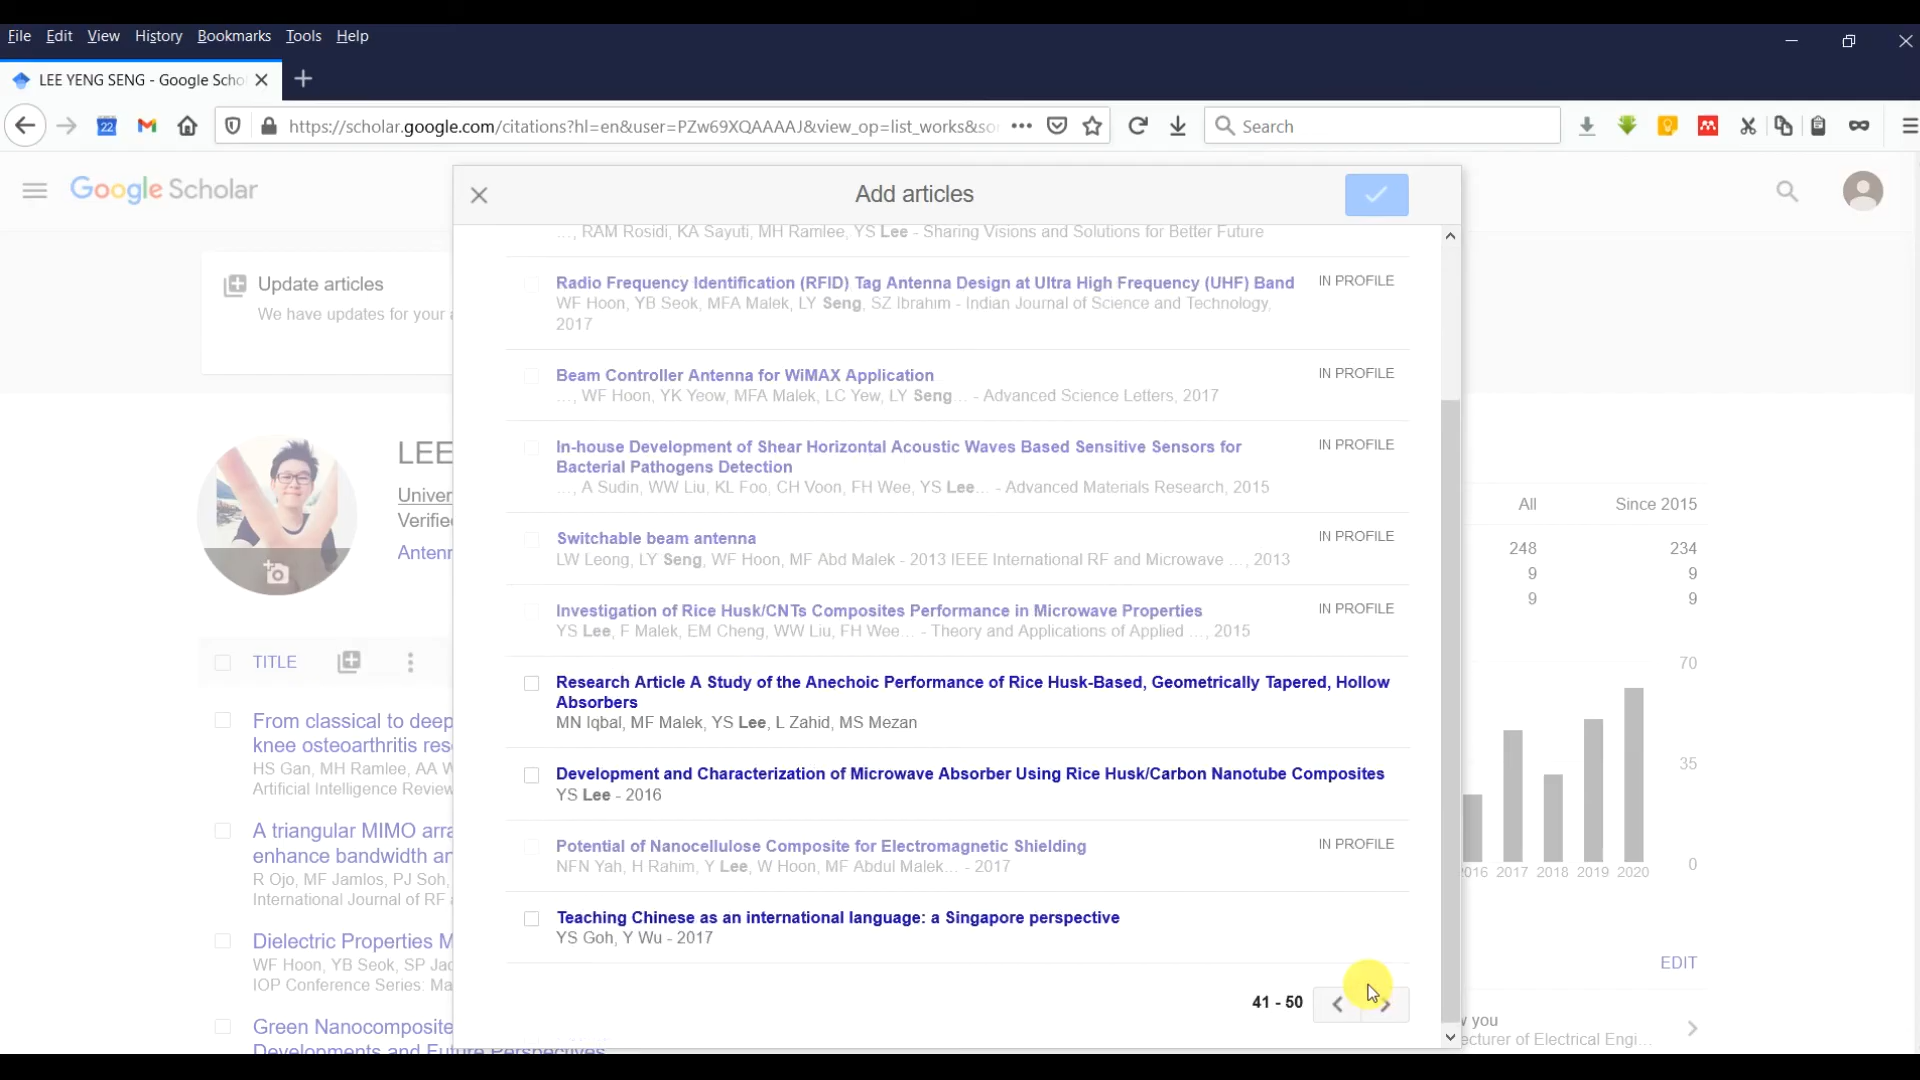 File Edit View History Bookmarks Tools Help
LEE YENG SENG - Google Scho
22
https://scholar.google.com/citations?hl=en&user=PZw69XQAAAAJ&view_op=list_works&so
Search
Google Scholar
Add articles
Update articles
We have updates for your
..., RAM Rosidi, KA Sayuti, MH Ramlee, YS Lee - Sharing Visions and Solutions for Better Future
Radio Frequency Identification (RFID) Tag Antenna Design at Ultra High Frequency (UHF) Band
IN PROFILE
WF Hoon, YB Seok, MFA Malek, LY Seng, SZ Ibrahim - Indian Journal of Science and Technology,
2017
Beam Controller Antenna for WiMAX Application
IN PROFILE
..., WF Hoon, YK Yeow, MFA Malek, LC Yew, LY Seng... - Advanced Science Letters, 2017
In-house Development of Shear Horizontal Acoustic Waves Based Sensitive Sensors for
Bacterial Pathogens Detection
IN PROFILE
..., A Sudin, WW Liu, KL Foo, CH Voon, FH Wee, YS Lee... - Advanced Materials Research, 2015
Switchable beam antenna
IN PROFILE
LW Leong, LY Seng, WF Hoon, MF Abd Malek - 2013 IEEE International RF and Microwave ..., 2013
Investigation of Rice Husk/CNTs Composites Performance in Microwave Properties
IN PROFILE
YS Lee, F Malek, EM Cheng, WW Liu, FH Wee... - Theory and Applications of Applied ..., 2015
Research Article A Study of the Anechoic Performance of Rice Husk-Based, Geometrically Tapered, Hollow
Absorbers
MN Iqbal, MF Malek, YS Lee, L Zahid, MS Mezan
Development and Characterization of Microwave Absorber Using Rice Husk/Carbon Nanotube Composites
YS Lee - 2016
Potential of Nanocellulose Composite for Electromagnetic Shielding
IN PROFILE
NFN Yah, H Rahim, Y Lee, W Hoon, MF Abdul Malek... - 2017
Teaching Chinese as an international language: a Singapore perspective
YS Goh, Y Wu - 2017
41 - 50
LEE
Univer
Verifie
Antenn
TITLE
From classical to deep
knee osteoarthritis res
HS Gan, MH Ramlee, AA W
Artificial Intelligence Review
A triangular MIMO arra
enhance bandwidth an
R Ojo, MF Jamlos, PJ Soh,
International Journal of RF
Dielectric Properties M
WF Hoon, YB Seok, SP Jac
IOP Conference Series: Ma
Green Nanocomposite
Developments and Future Perspectives
All Since 2015
248 234
9 9
9 9
70
35
0
2016 2017 2018 2019 2020
EDIT
w you
ecturer of Electrical Engi...